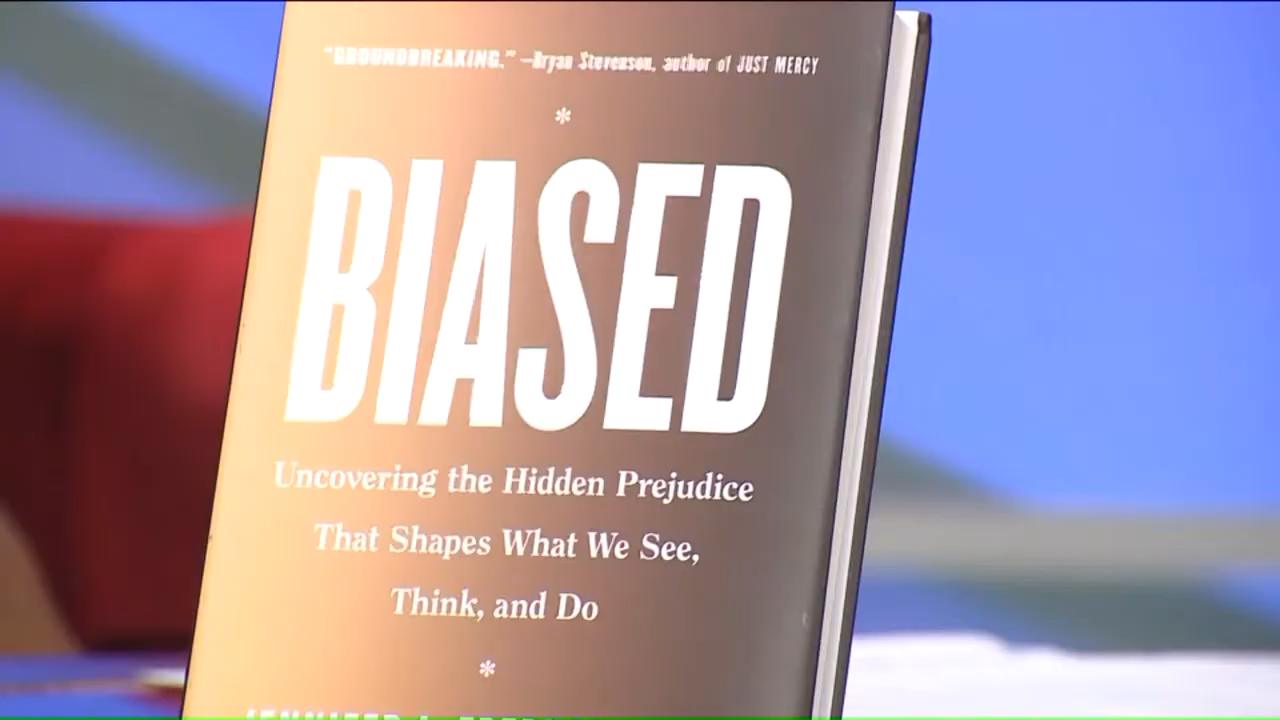 "GROUNDBREAKING." —Bryan Stevenson, author of JUST MERCY
*
BIASED
Uncovering the Hidden Prejudice
That Shapes What We See,
Think, and Do
*
JENNIFER L.